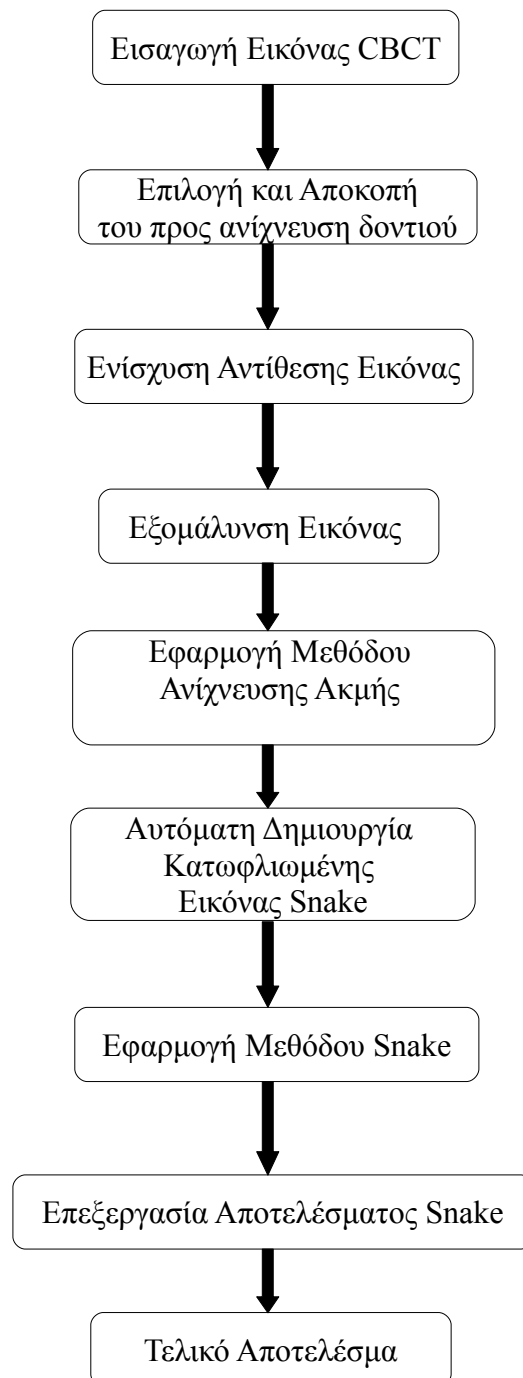 Εισαγωγή Εικόνας CBCT
Επιλογή και Αποκοπή
του προς ανίχνευση δοντιού
Ενίσχυση Αντίθεσης Εικόνας
Εξομάλυνση Εικόνας
Εφαρμογή Μεθόδου
Ανίχνευσης Ακμής
Αυτόματη Δημιουργία
Κατωφλιωμένης
Εικόνας Snake
Εφαρμογή Μεθόδου Snake
Επεξεργασία Αποτελέσματος Snake
Τελικό Αποτελέσμα